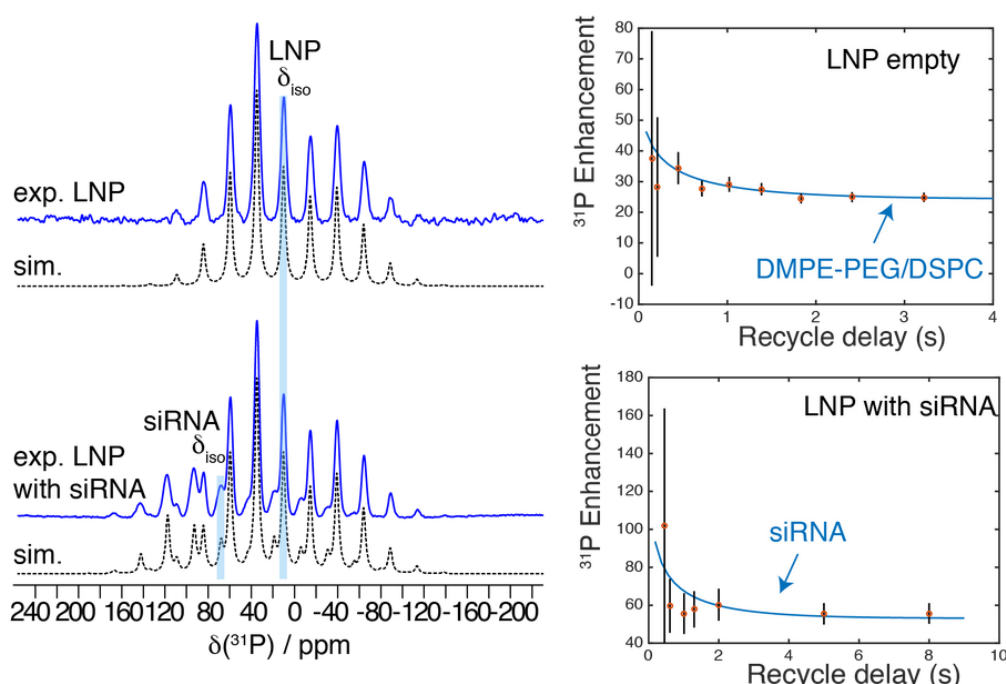 LNP
δiso
exp. LNP
sim.
siRNA
δiso
exp. LNP
with siRNA
sim.
240 200 160 120 80 40 0 -40 -80 -120 -160 -200
δ(³¹P) / ppm
80
70
60
50
40
30
20
10
0
-10
³¹P Enhancement
LNP empty
DMPE-PEG/DSPC
0 1 2 3 4
Recycle delay (s)
180
160
140
120
100
80
60
40
³¹P Enhancement
LNP with siRNA
siRNA
0 2 4 6 8 10
Recycle delay (s)